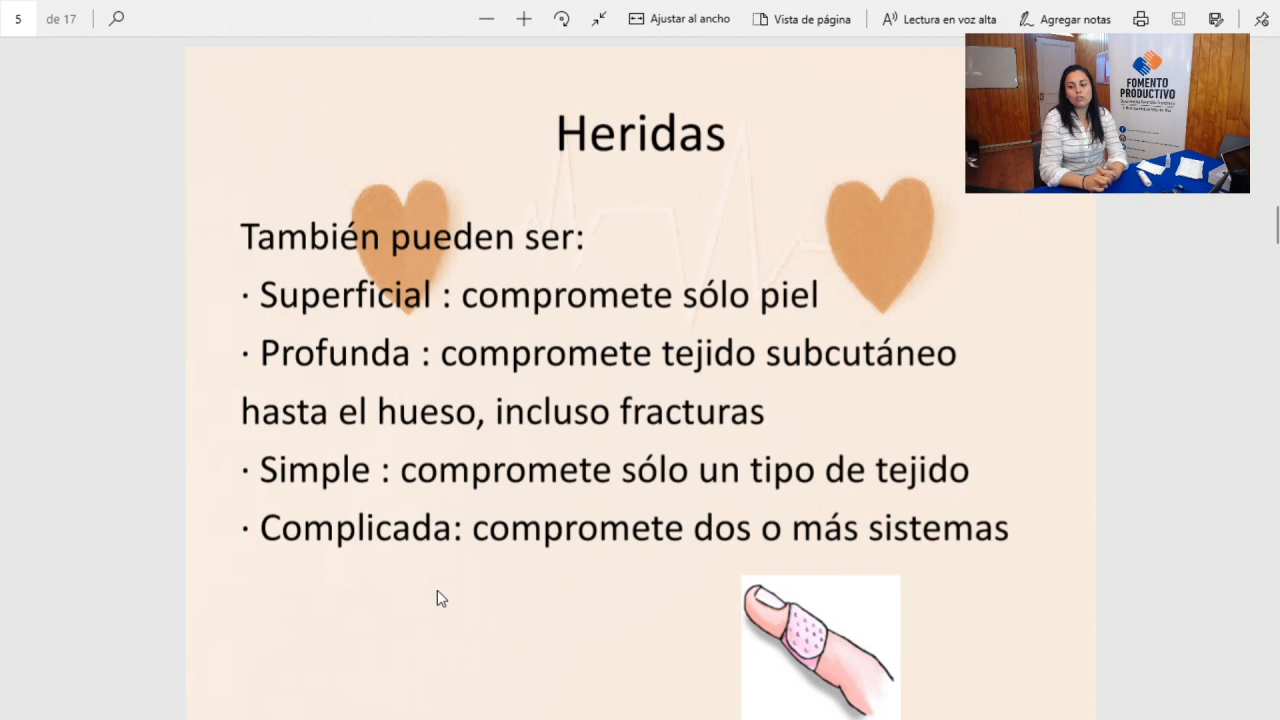 5 de 17
Ajustar al ancho
Vista de página
Lectura en voz alta
Agregar notas
FOMENTO
PRODUCTIVO
Heridas
También pueden ser:
· Superficial : compromete sólo piel
· Profunda : compromete tejido subcutáneo
hasta el hueso, incluso fracturas
· Simple : compromete sólo un tipo de tejido
· Complicada: compromete dos o más sistemas